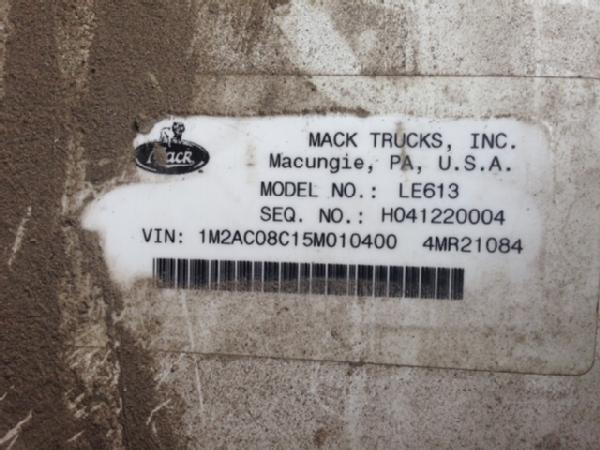 Mack
MACK TRUCKS, INC.
Macungie, PA, U.S.A.
MODEL NO.: LE613
SEQ. NO.: H041220004
VIN: 1M2AC08C15M010400 4MR21084